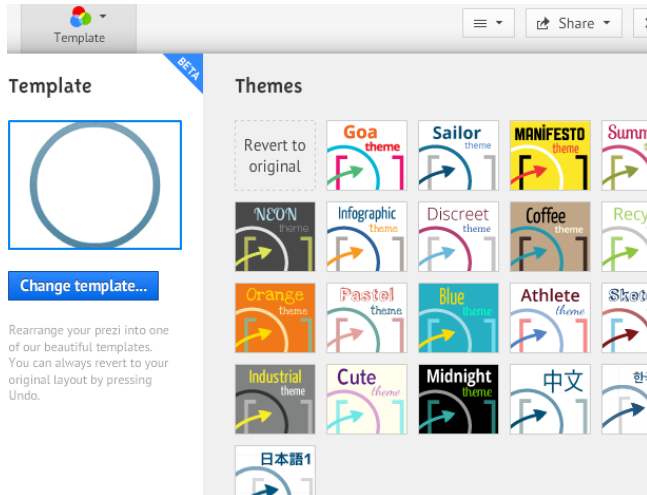 Template
Share
BETA
Template
Themes
Revert to
original
Goa
theme
Sailor
theme
MANIFESTO
theme
NEON
theme
Infographic
theme
Discreet
theme
Coffee
theme
Change template...
Rearrange your prezi into one
of our beautiful templates.
You can always revert to your
original layout by pressing
Undo.
Orange
theme
Pastel
theme
Blue
theme
Athlete
theme
Industrial
theme
Cute
theme
Midnight
theme
中文
日本語1